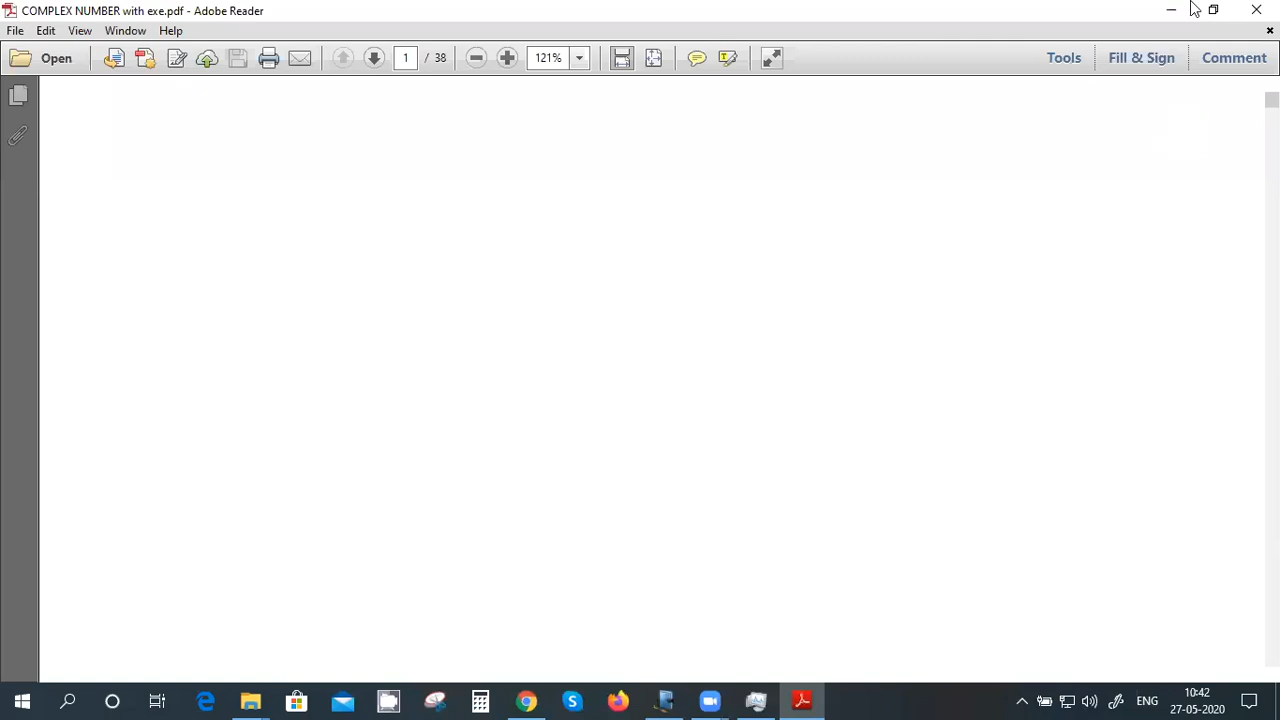 COMPLEX NUMBER with exe.pdf - Adobe Reader
File Edit View Window Help
Open 1 / 38 121% Tools Fill & Sign Comment
ENG 10:42
27-05-2020